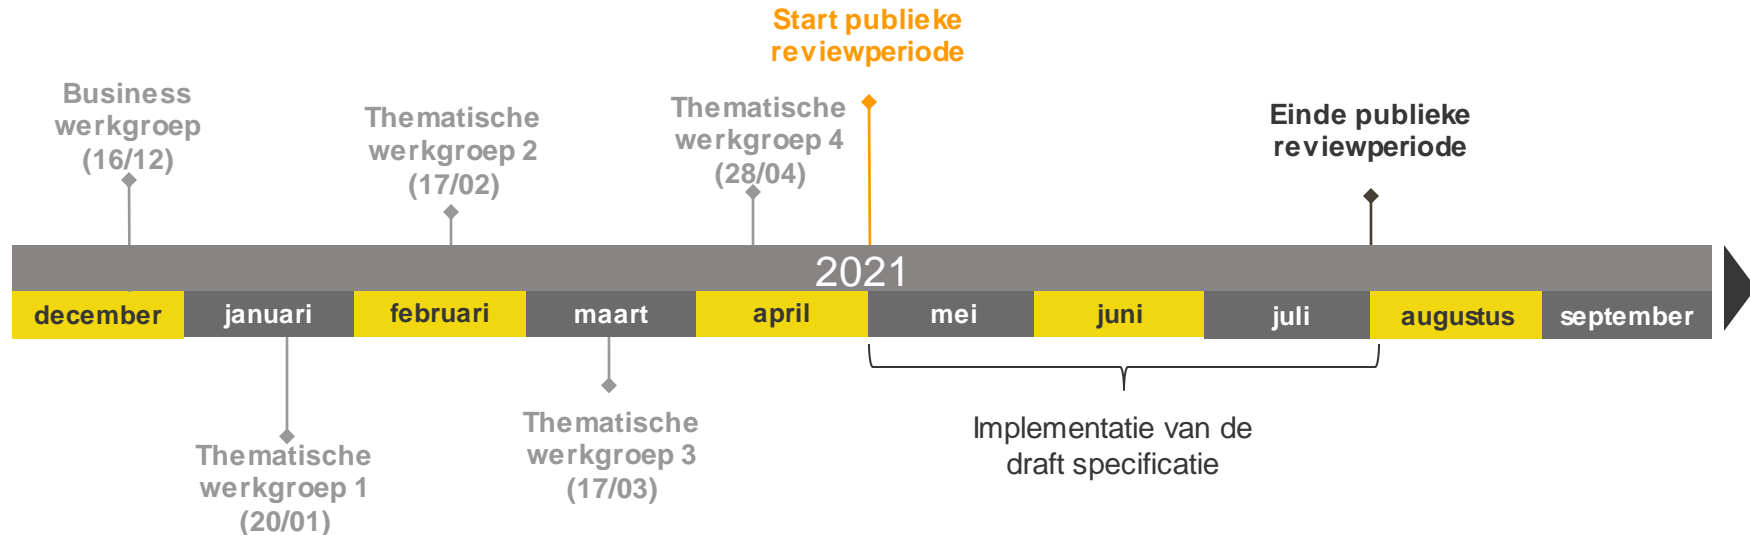 Start publieke
reviewperiode
Business
werkgroep
(16/12)
Thematische
werkgroep 2
(17/02)
Thematische
werkgroep 4
(28/04)
Einde publieke
reviewperiode
2021
december
januari
februari
maart
april
mei
juni
juli
augustus
september
Thematische
werkgroep 1
(20/01)
Thematische
werkgroep 3
(17/03)
Implementatie van de
draft specificatie